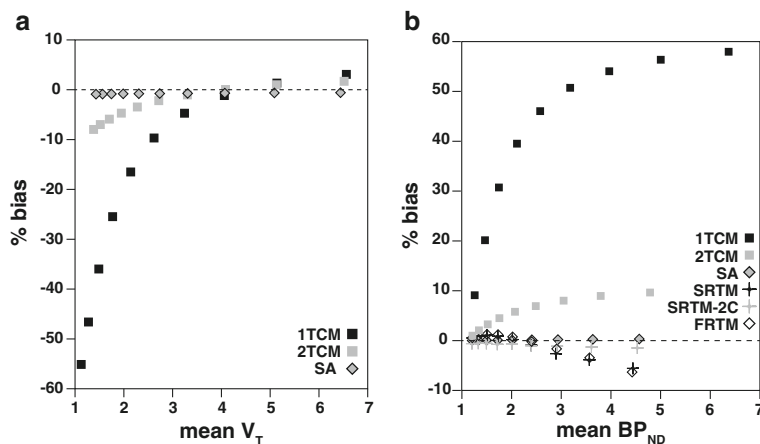 a
% bias
10
0
-10
-20
-30
-40
-50
-60
1 2 3 4 5 6 7
mean V_T
1TCM
2TCM
SA
b
% bias
60
50
40
30
20
10
0
-10
1 2 3 4 5 6 7
mean BP_ND
1TCM
2TCM
SA
SRTM
SRTM-2C
FRTM